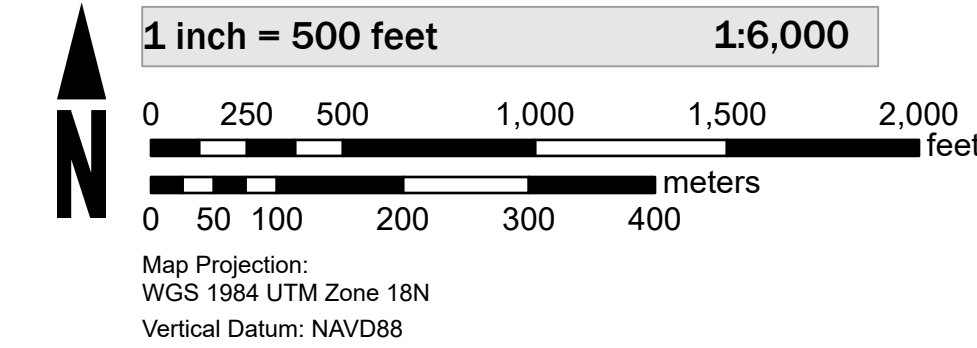 1 inch = 500 feet 1:6,000
0 250 500 1,000 1,500 2,000
feet
N
meters
0 50 100 200 300 400
Map Projection:
WGS 1984 UTM Zone 18N
Vertical Datum: NAVD88